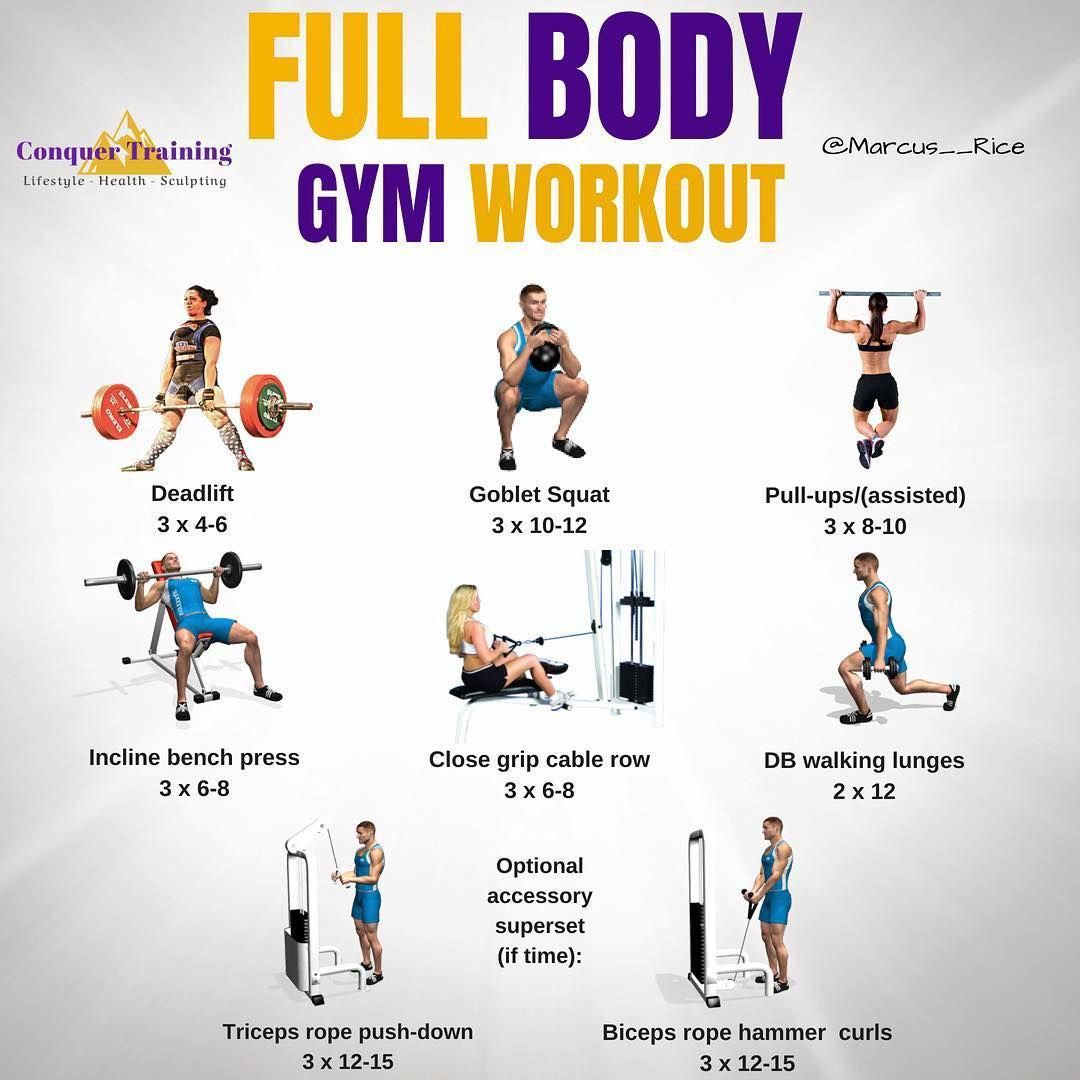 FULL BODY
GYM WORKOUT
Conquer Training
Lifestyle - Health - Sculpting
@Marcus__Rice
Deadlift
3 x 4-6
Goblet Squat
3 x 10-12
Pull-ups/(assisted)
3 x 8-10
Incline bench press
3 x 6-8
Close grip cable row
3 x 6-8
DB walking lunges
2 x 12
Optional
accessory
superset
(if time):
Triceps rope push-down
3 x 12-15
Biceps rope hammer  curls
3 x 12-15